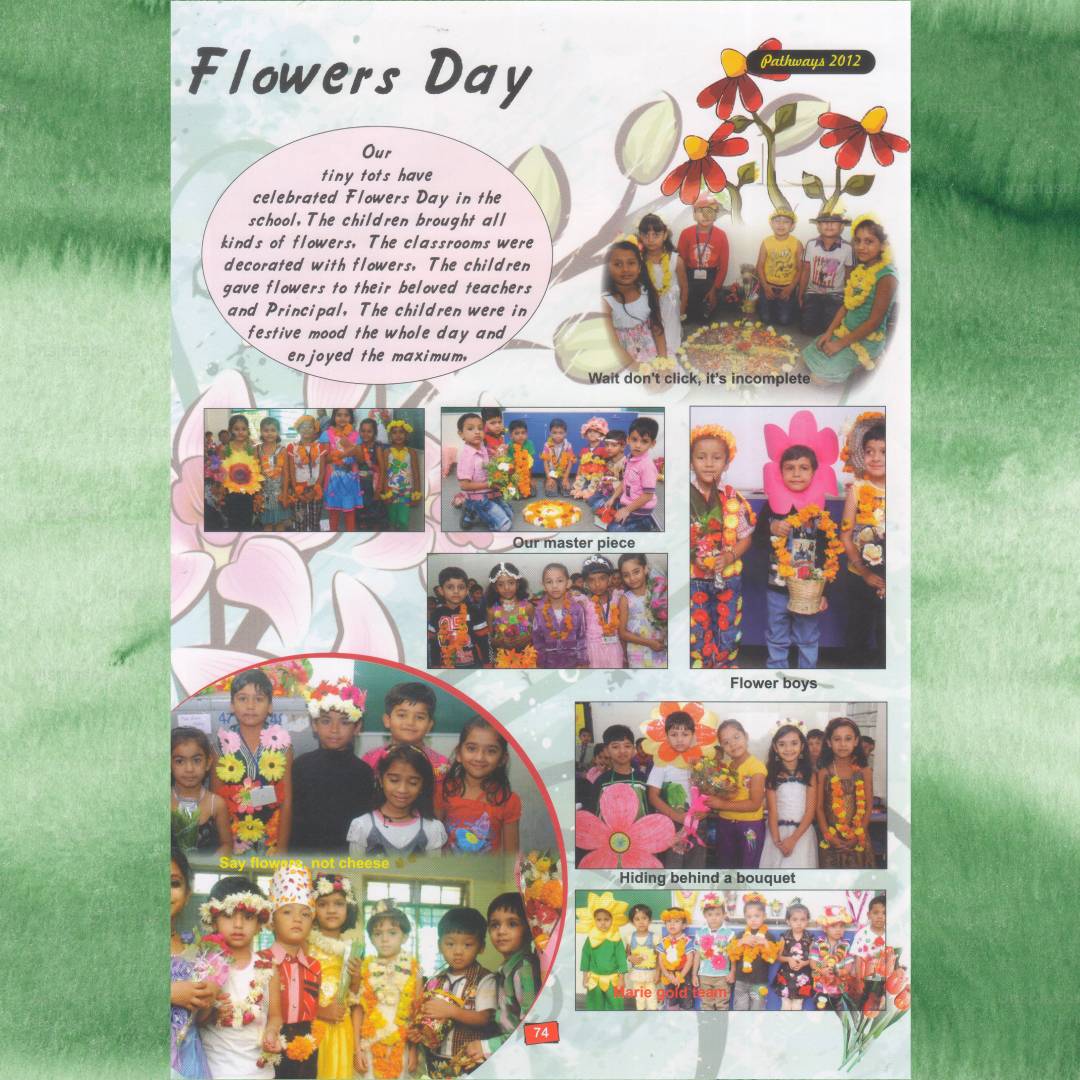 Flowers Day
Pathways 2012
Our
tiny tots have
celebrated Flowers Day in the
school. The children brought all
kinds of flowers. The classrooms were
decorated with flowers. The children
gave flowers to their beloved teachers
and Principal. The children were in
festive mood the whole day and
enjoyed the maximum.
Wait don't click, it's incomplete
Our master piece
Flower boys
Say flowers, not cheese
Hiding behind a bouquet
Marie gold team
74